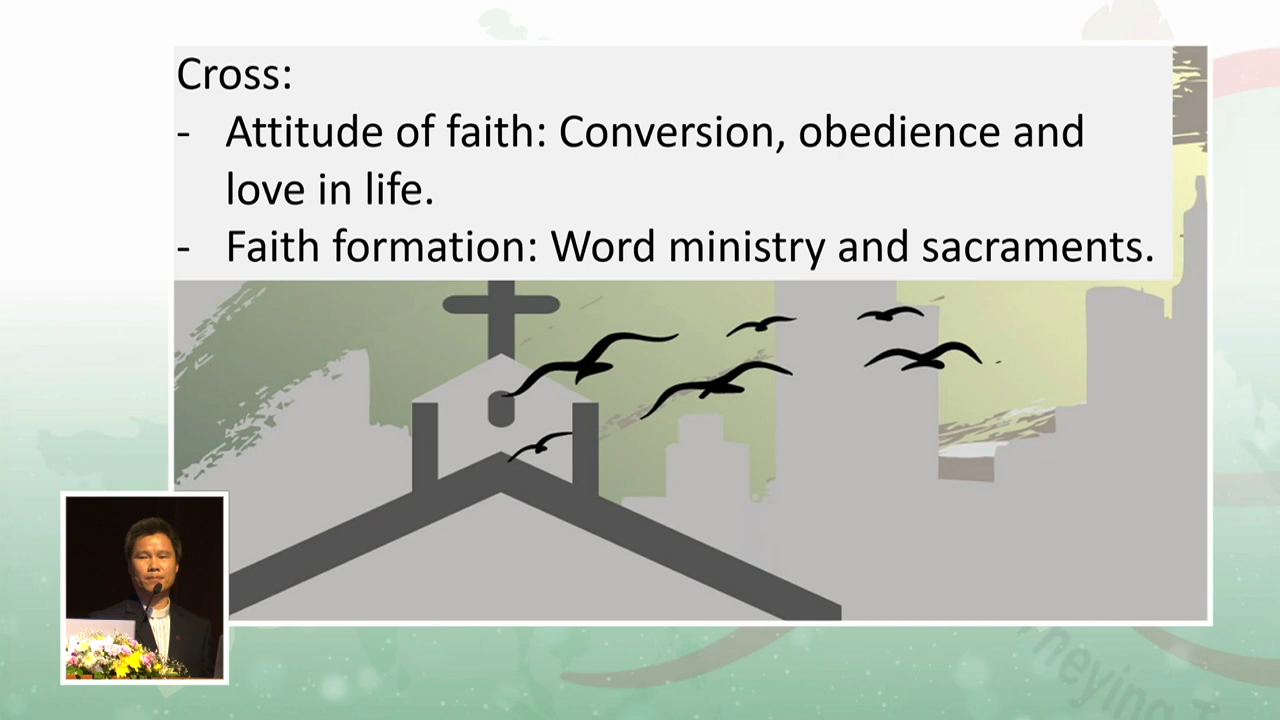 Cross:
- Attitude of faith: Conversion, obedience and
love in life.
- Faith formation: Word ministry and sacraments.